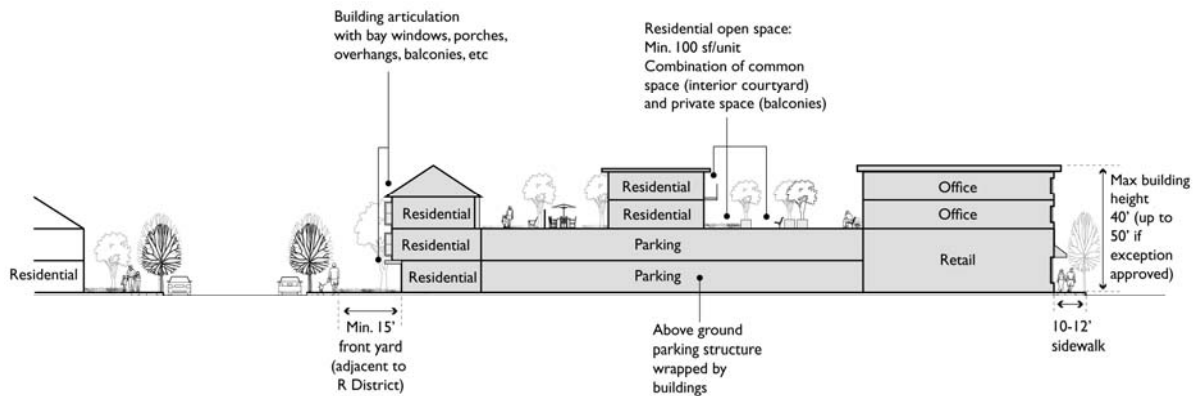 Building articulation
with bay windows, porches,
overhangs, balconies, etc
Residential open space:
Min. 100 sf/unit
Combination of common
space (interior courtyard)
and private space (balconies)
Residential
Office
Residential
Residential
Office
Residential
Parking
Retail
Residential
Residential
Parking
Max building
height
40' (up to
50' if
exception
approved)
Min. 15'
front yard
(adjacent to
R District)
Above ground
parking structure
wrapped by
buildings
10-12'
sidewalk